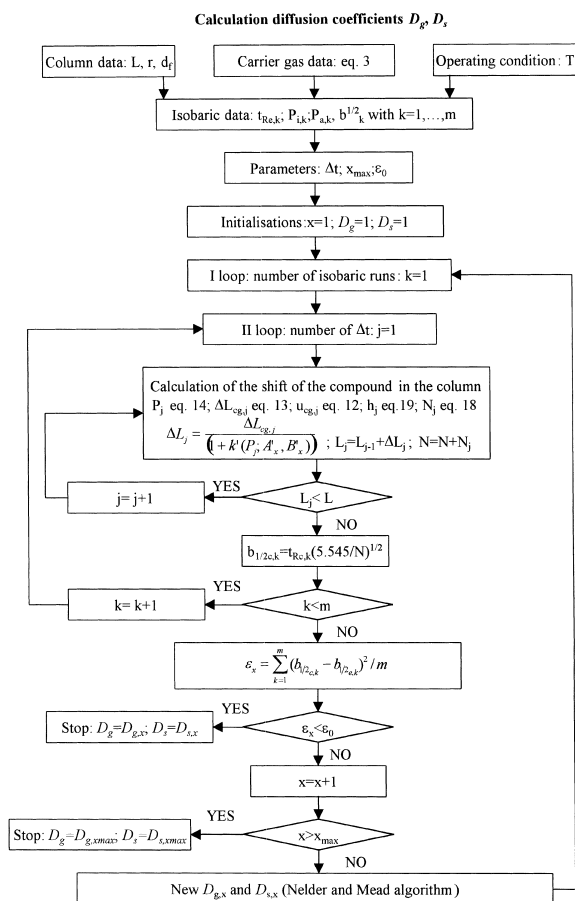 Calculation diffusion coefficients D_g, D_s
Column data: L, r, d_f
Carrier gas data: eq. 3
Operating condition: T
Isobaric data: t_Re,k; P_i,k;P_a,k, b^1/2_k with k=1,...,m
Parameters: Δt; x_max;ε_0
Initialisations:x=1; D_g=1; D_s=1
I loop: number of isobaric runs: k=1
II loop: number of Δt: j=1
Calculation of the shift of the compound in the column
P_j eq. 14; ΔL_cg,j eq. 13; u_cg,j eq. 12; h_j eq.19; N_j eq. 18
ΔL_j = ΔL_cg,j / (1+k'(P_j; A'_x, B'_x)) ; L_j=L_j-1+ΔL_j; N=N+N_j
j= j+1
YES
L_j< L
NO
b_1/2c,k=t_Rc,k(5.545/N)^1/2
k= k+1
YES
k<m
NO
ε_x = Σ_k=1^m (b_1/2c,k − b_1/2e,k)^2 / m
YES
Stop: D_g=D_g,x; D_s=D_s,x
ε_x<ε_0
NO
x=x+1
YES
Stop: D_g=D_g,xmax; D_s=D_s,xmax
x>x_max
NO
New D_g,x and D_s,x (Nelder and Mead algorithm)